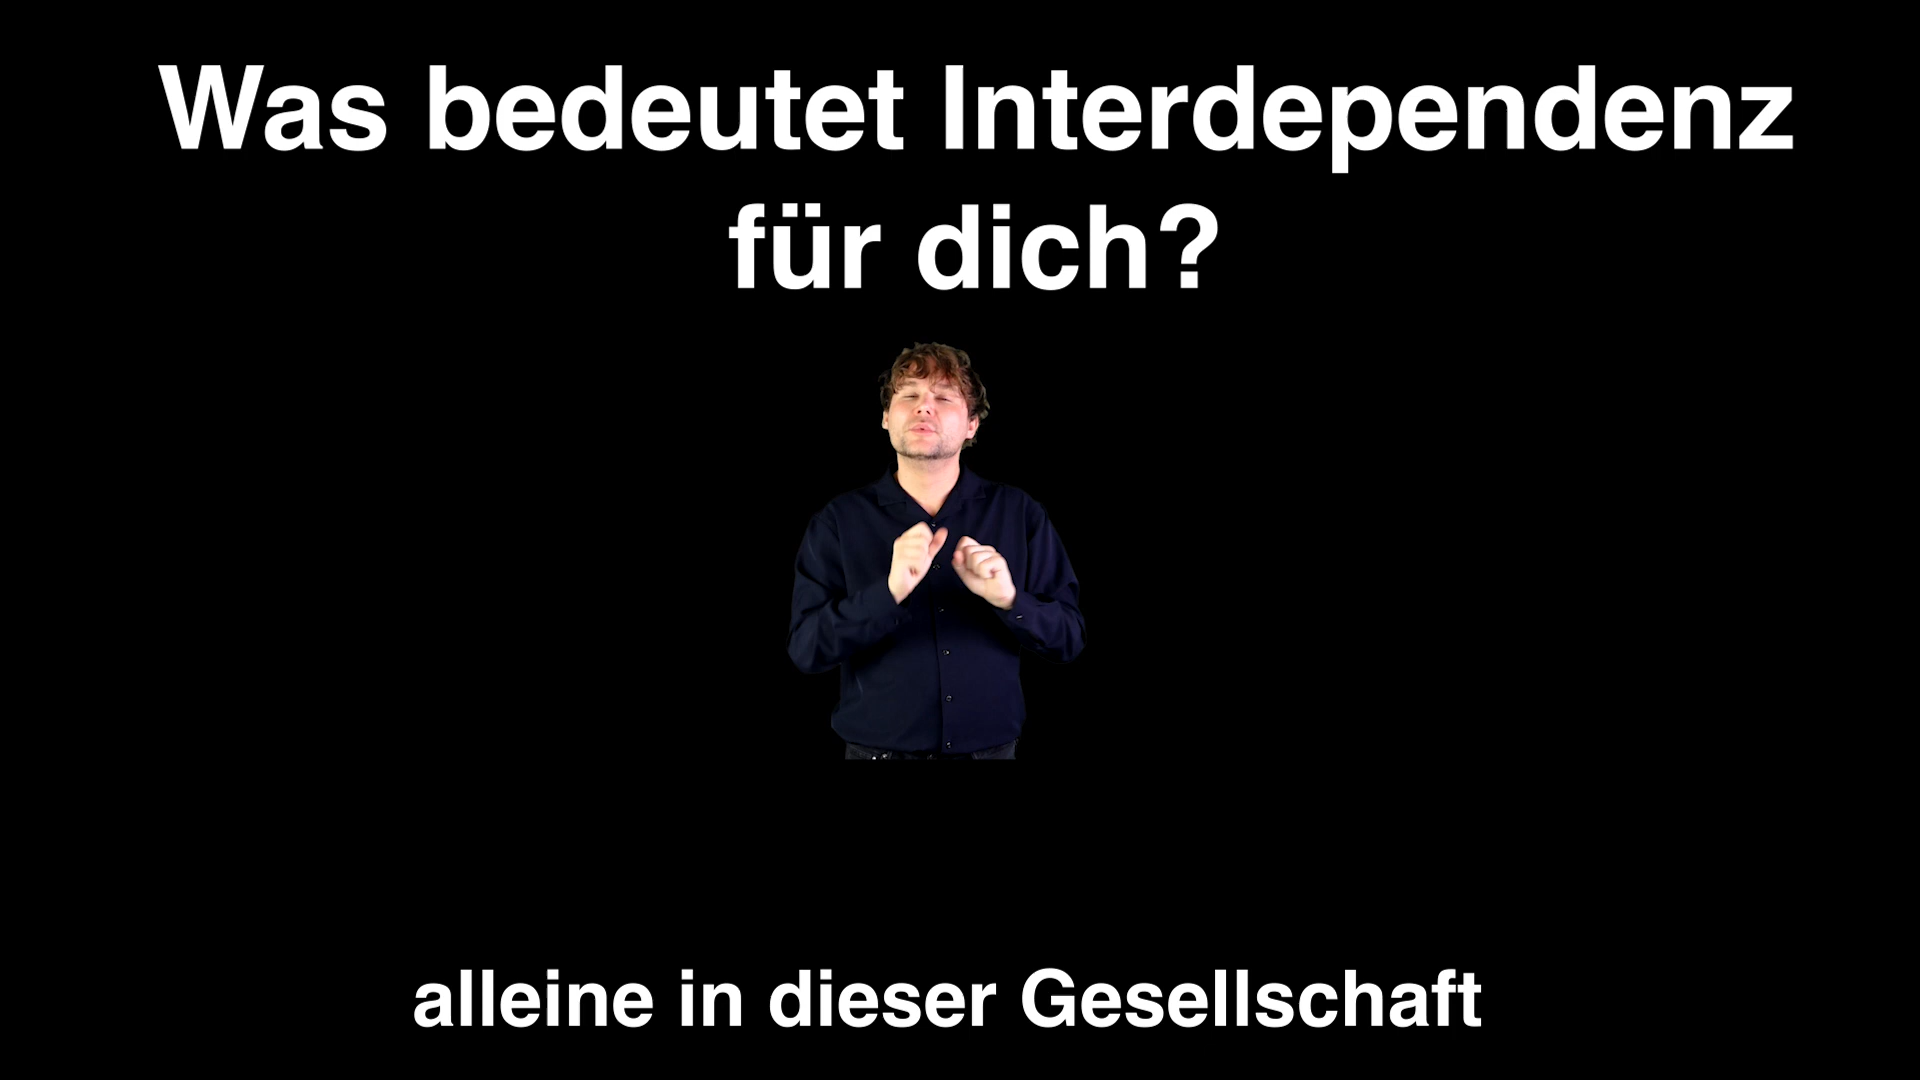 Was bedeutet Interdependenz
für dich?
alleine in dieser Gesellschaft